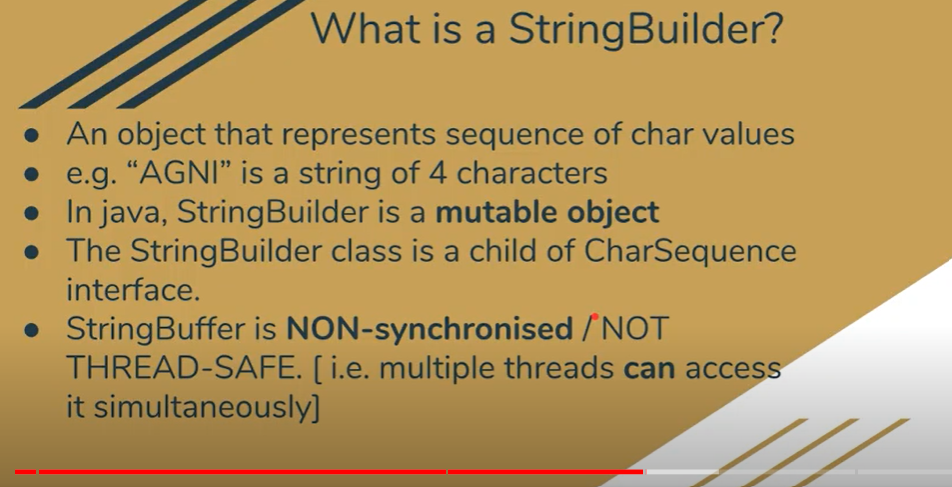 What is a StringBuilder?
● An object that represents sequence of char values
● e.g. “AGNI” is a string of 4 characters
● In java, StringBuilder is a mutable object
● The StringBuilder class is a child of CharSequence
interface.
● StringBuffer is NON-synchronised / NOT
THREAD-SAFE. [ i.e. multiple threads can access
it simultaneously]